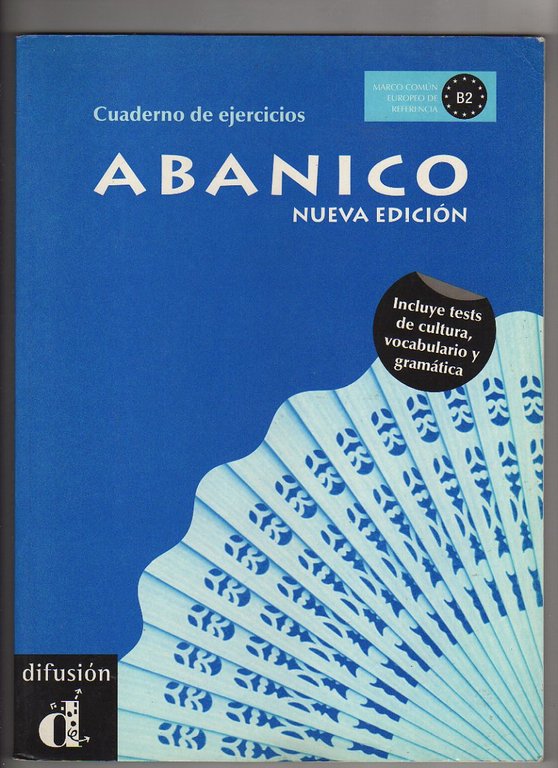 MARCO COMÚN
EUROPEO DE
REFERENCIA
B2
Cuaderno de ejercicios
ABANICO
NUEVA EDICIÓN
Incluye tests
de cultura,
vocabulario y
gramática
difusión